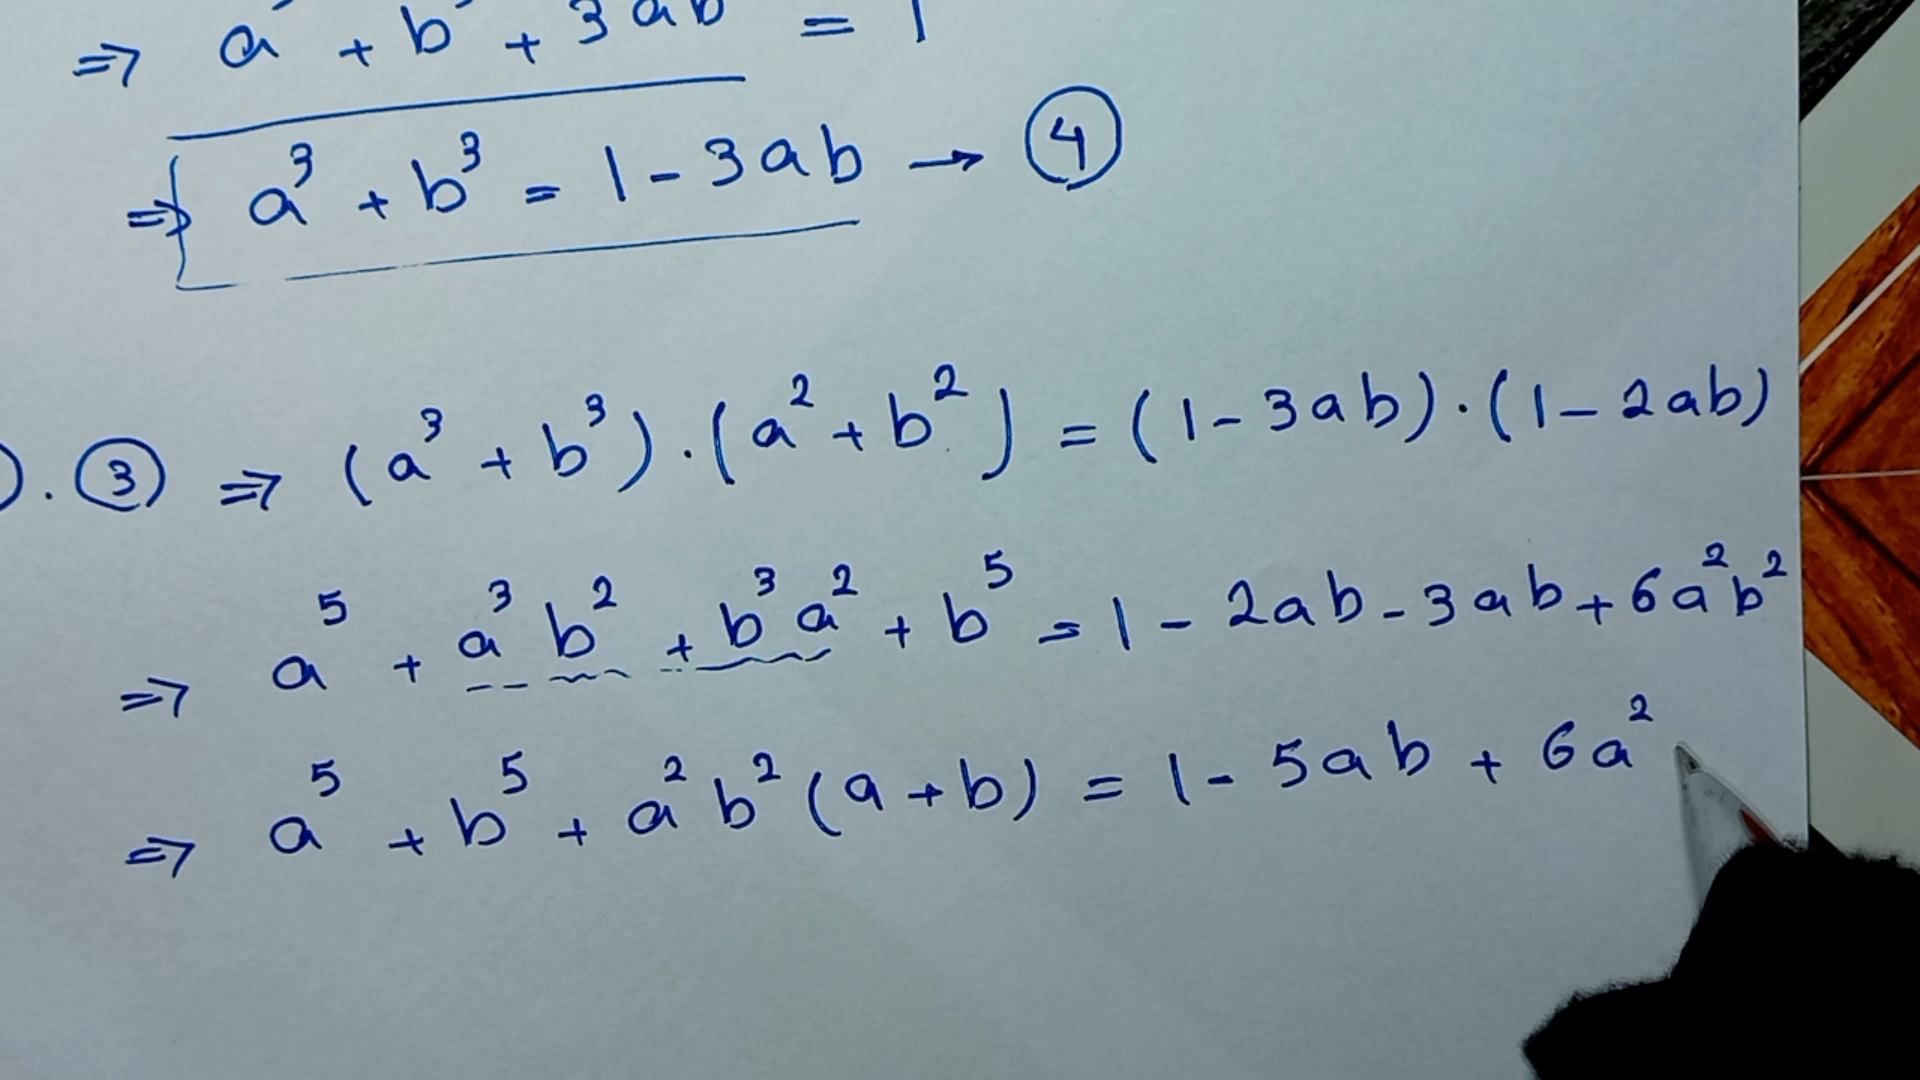 ⇒ a + b + 3ab = 1
⇒ a³ + b³ = 1 - 3ab → ④
). ③ ⇒ (a³ + b³).(a² + b²) = (1 - 3ab).(1 - 2ab)
⇒ a⁵ + a³b² + b³a² + b⁵ = 1 - 2ab - 3ab + 6a²b²
⇒ a⁵ + b⁵ + a²b²(a + b) = 1 - 5ab + 6a²